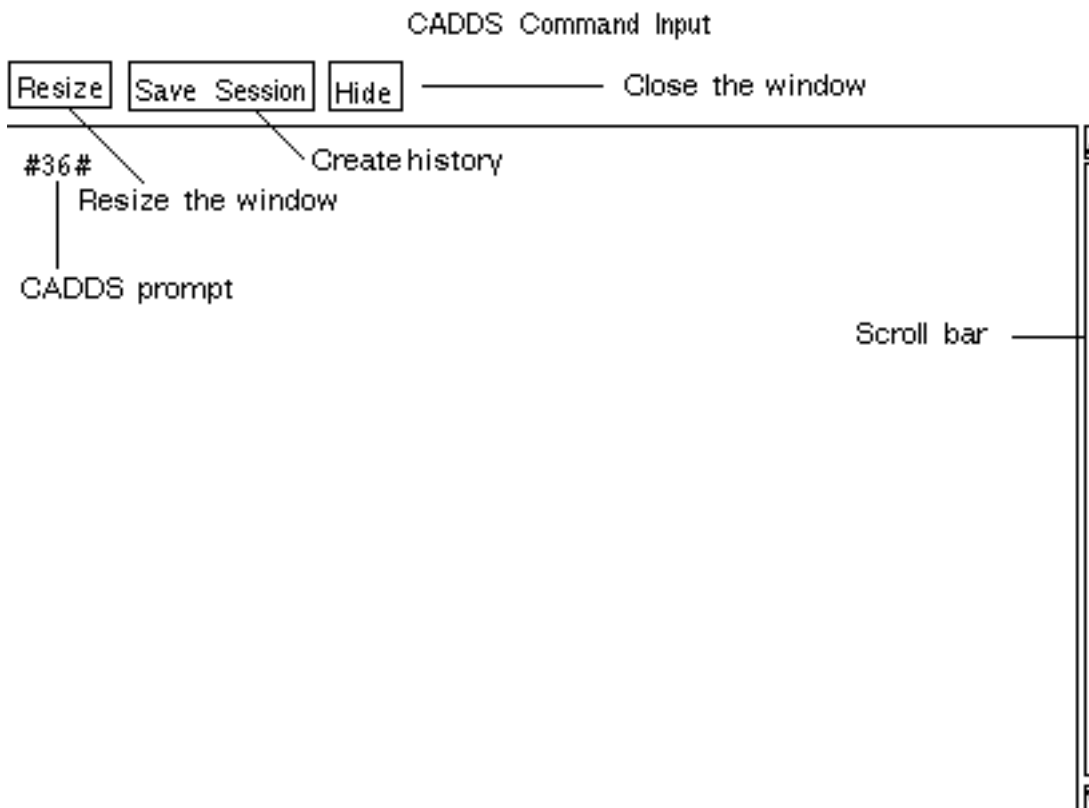 CADDS Command Input
Resize Save Session Hide Close the window
#36# Create history
Resize the window
CADDS prompt
Scroll bar